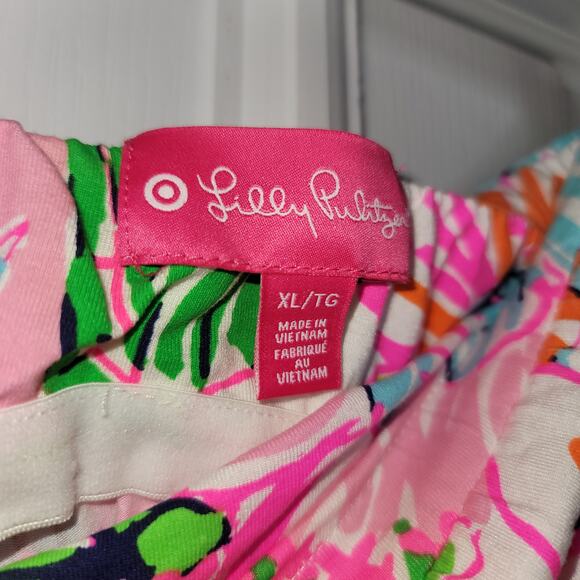 Lilly Pulitzer
XL/TG
MADE IN
VIETNAM
FABRIQUÉ
AU
VIETNAM